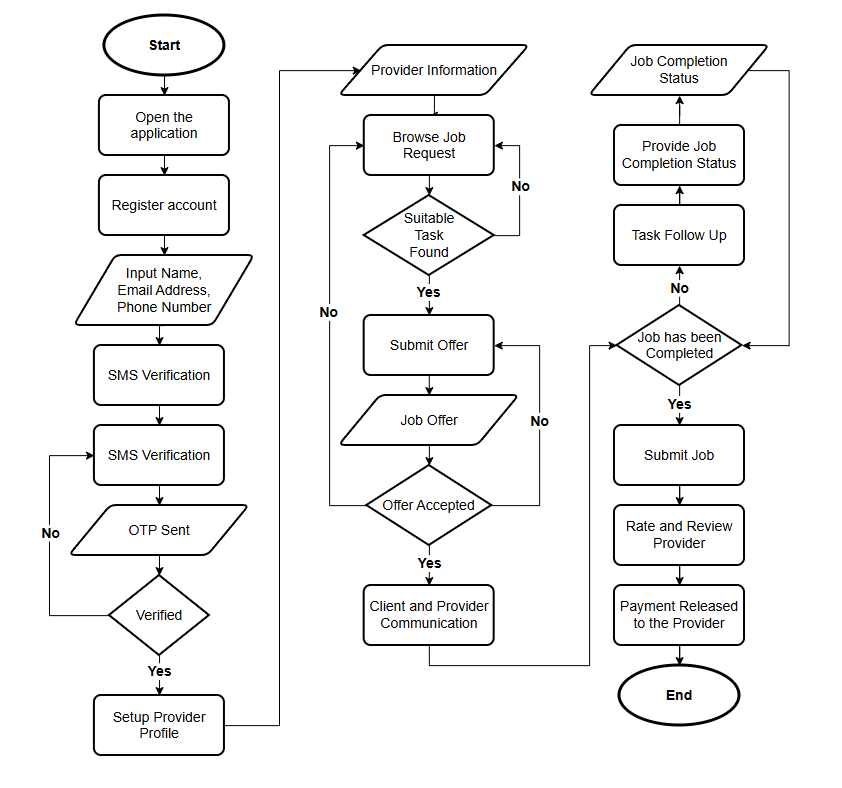 Start
Open the
application
Register account
Input Name,
Email Address,
Phone Number
SMS Verification
SMS Verification
OTP Sent
No
Verified
Yes
Setup Provider
Profile
Provider Information
Browse Job
Request
No
Suitable
Task
Found
Yes
No
Submit Offer
Job Offer
No
Offer Accepted
Yes
Client and Provider
Communication
Job Completion
Status
Provide Job
Completion Status
Task Follow Up
No
Job has been
Completed
Yes
Submit Job
Rate and Review
Provider
Payment Released
to the Provider
End